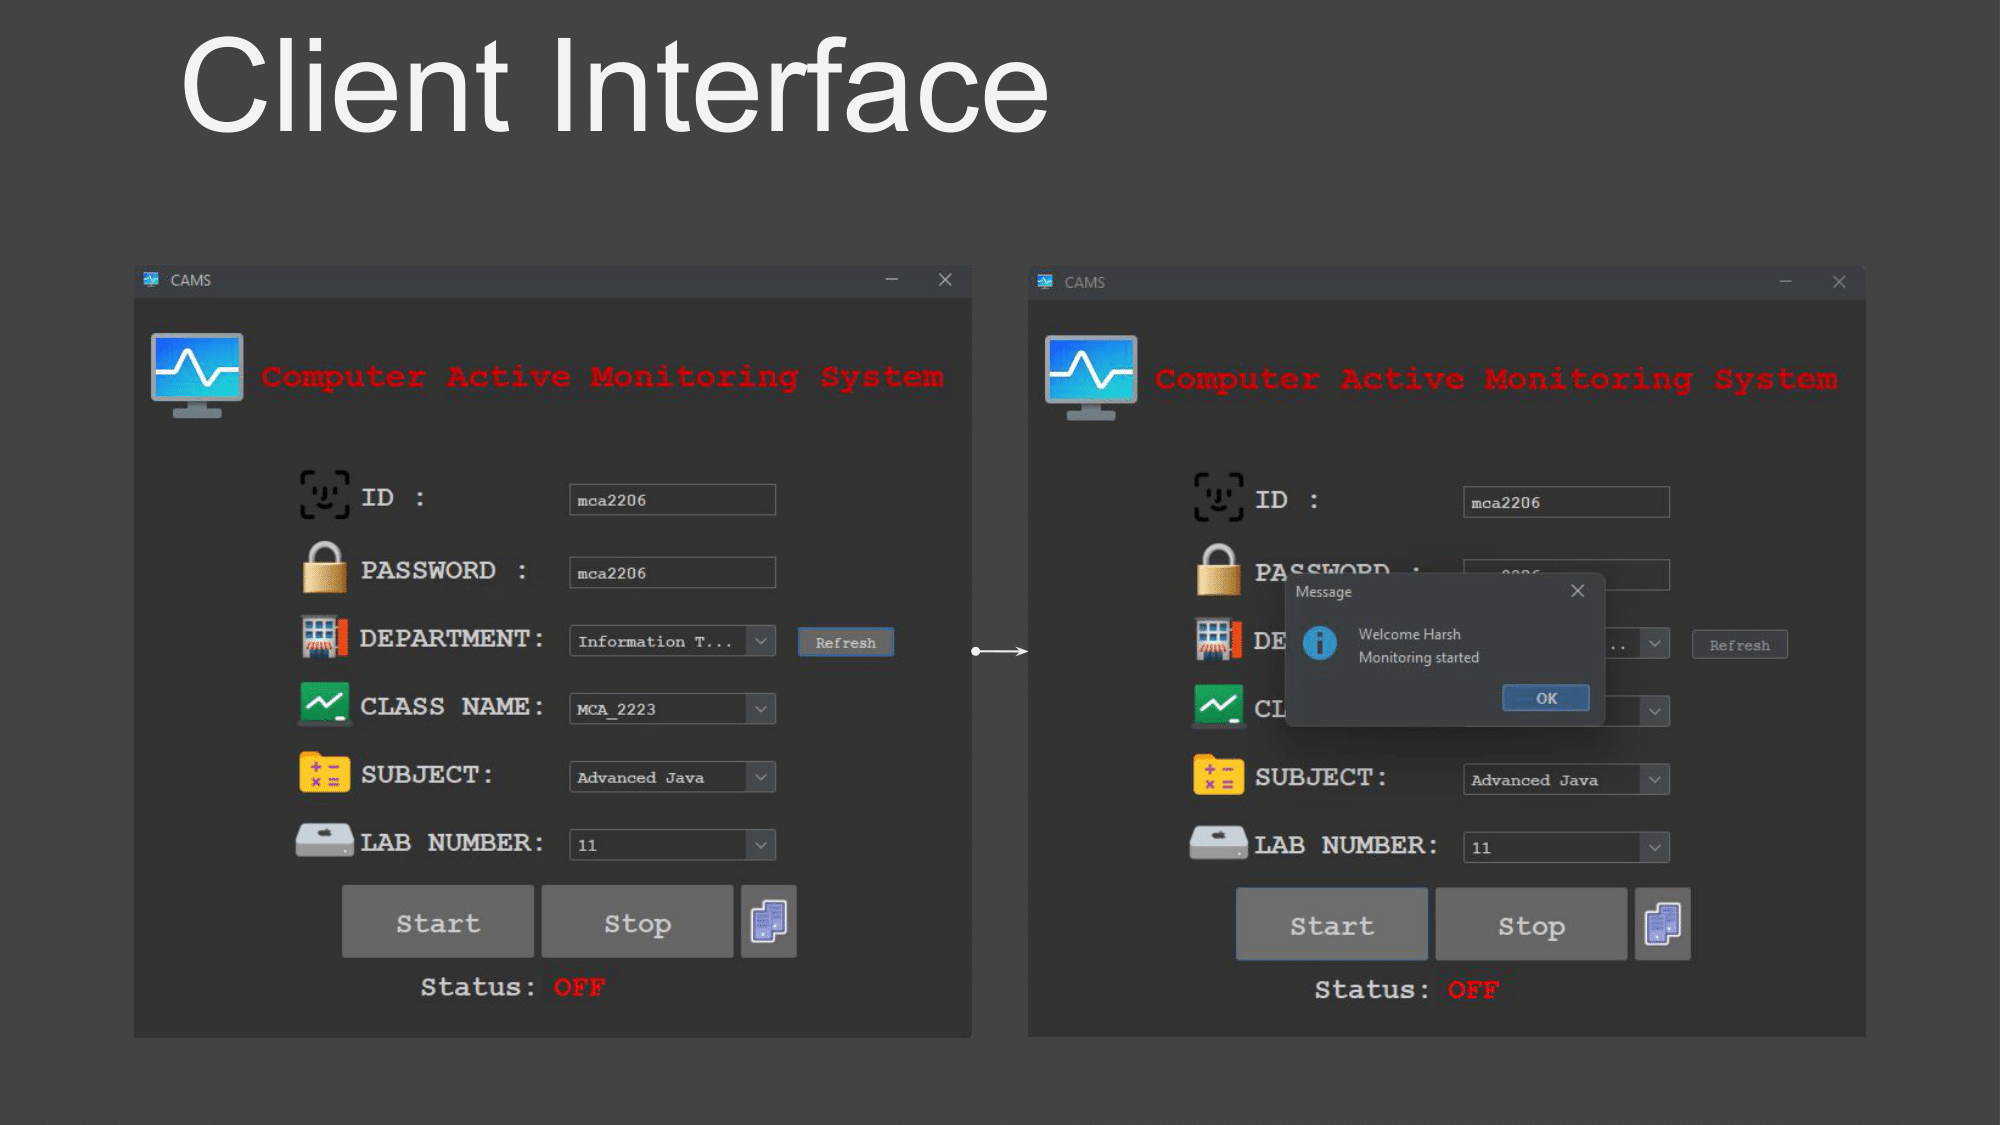 Client Interface
CAMS
Computer Active Monitoring System
ID :
mca2206
PASSWORD :
mca2206
DEPARTMENT:
Information T...
Refresh
CLASS NAME:
MCA_2223
SUBJECT:
Advanced Java
LAB NUMBER:
11
Start
Stop
Status: OFF
CAMS
Computer Active Monitoring System
ID :
mca2206
PASSWORD :
Message
Welcome Harsh
Monitoring started
OK
DE
..
Refresh
CL
SUBJECT:
Advanced Java
LAB NUMBER:
11
Start
Stop
Status: OFF